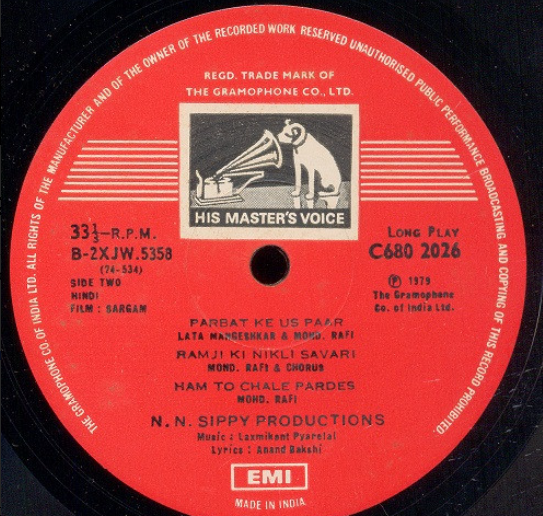 THE GRAMOPHONE CO. OF INDIA LTD. ALL RIGHTS OF THE MANUFACTURER AND OF THE OWNER OF THE RECORDED WORK RESERVED UNAUTHORISED PUBLIC PERFORMANCE BROADCASTING AND COPYING OF THIS RECORD PROHIBITED
REGD. TRADE MARK OF
THE GRAMOPHONE CO., LTD.
HIS MASTER'S VOICE
33⅓-R.P.M.
B-2XJW.5358
(74-534)
SIDE TWO
HINDI
FILM : SARGAM
LONG PLAY
C680 2026
Ⓟ 1979
The Gramophone
Co. of India Ltd.
PARBAT KE US PAAR
LATA MANGESHKAR & MOHD. RAFI
RAMJI KI NIKLI SAVARI
MOHD. RAFI & CHORUS
HAM TO CHALE PARDES
MOHD. RAFI
N. N. SIPPY PRODUCTIONS
Music : Laxmikant Pyarelal
Lyrics : Anand Bakshi
EMI
MADE IN INDIA